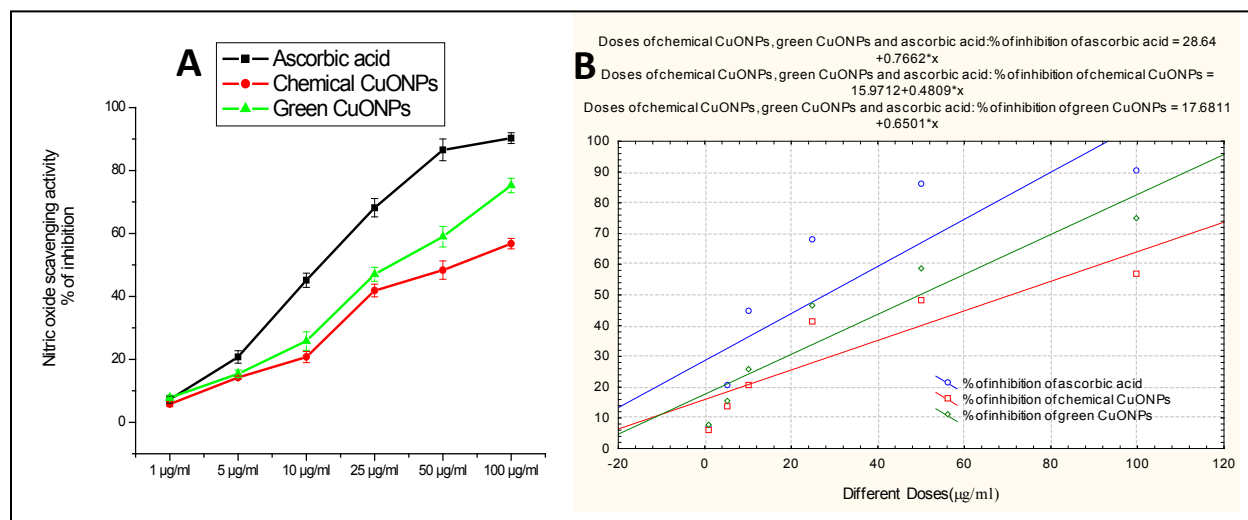 A
Ascorbic acid
Chemical CuONPs
Green CuONPs
Nitric oxide scavenging activity
% of inhibition
100
80
60
40
20
0
1 µg/ml
5 µg/ml
10 µg/ml
25 µg/ml
50 µg/ml
100 µg/ml
B
Doses of chemical CuONPs, green CuONPs and ascorbic acid:% of inhibition of ascorbic acid = 28.64
+0.7662*x
Doses of chemical CuONPs, green CuONPs and ascorbic acid: % of inhibition of chemical CuONPs =
15.9712+0.4809*x
Doses of chemical CuONPs, green CuONPs and ascorbic acid: % of inhibition of green CuONPs = 17.6811
+0.6501*x
100
90
80
70
60
50
40
30
20
10
0
% of inhibition of ascorbic acid
% of inhibition of chemical CuONPs
% of inhibition of green CuONPs
-20
0
20
40
60
80
100
120
Different Doses(µg/ml)